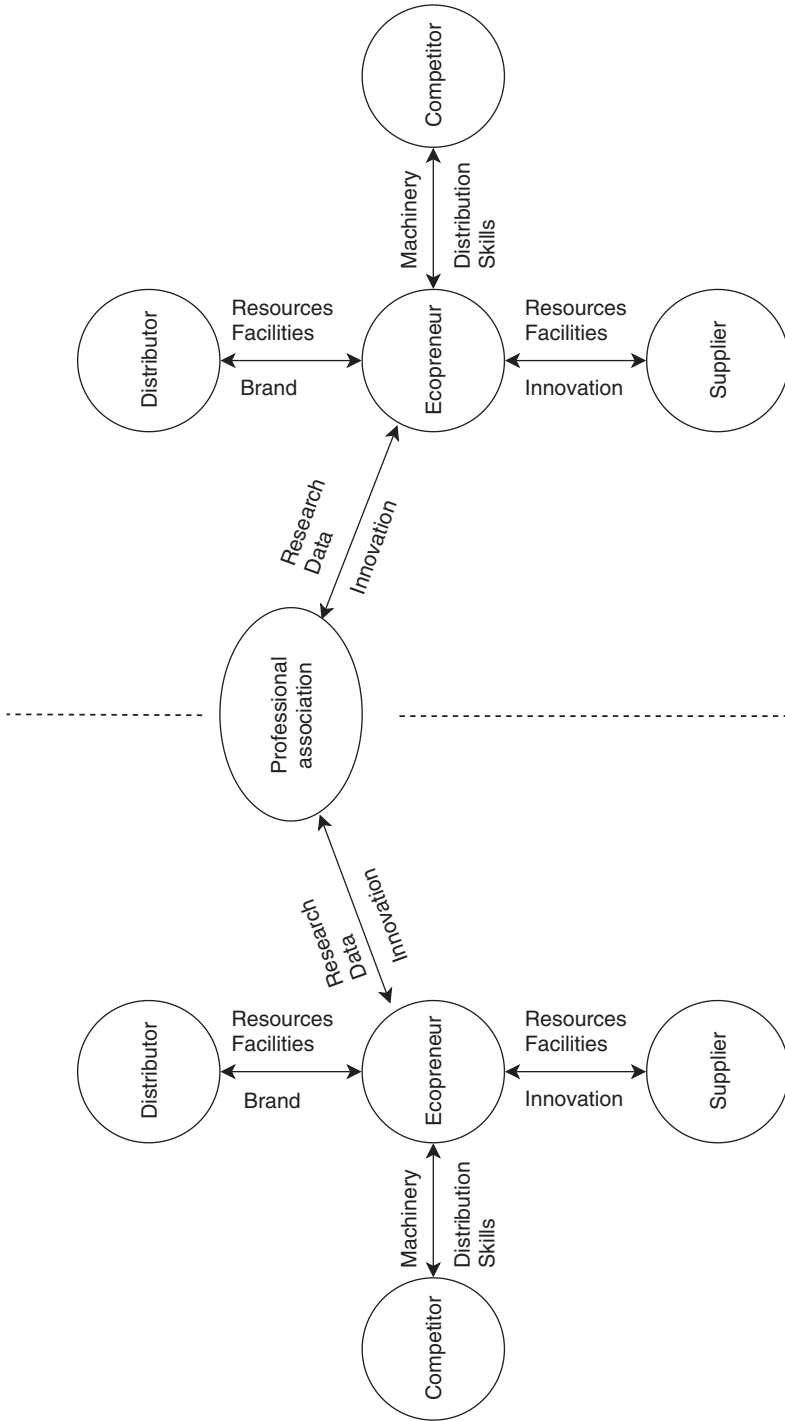 Distributor
Resources
Facilities
Brand
Competitor
Machinery
Distribution
Skills
Ecopreneur
Resources
Facilities
Innovation
Supplier
Research
Data
Innovation
Professional
association
Research
Data
Innovation
Distributor
Resources
Facilities
Brand
Ecopreneur
Machinery
Distribution
Skills
Competitor
Resources
Facilities
Innovation
Supplier